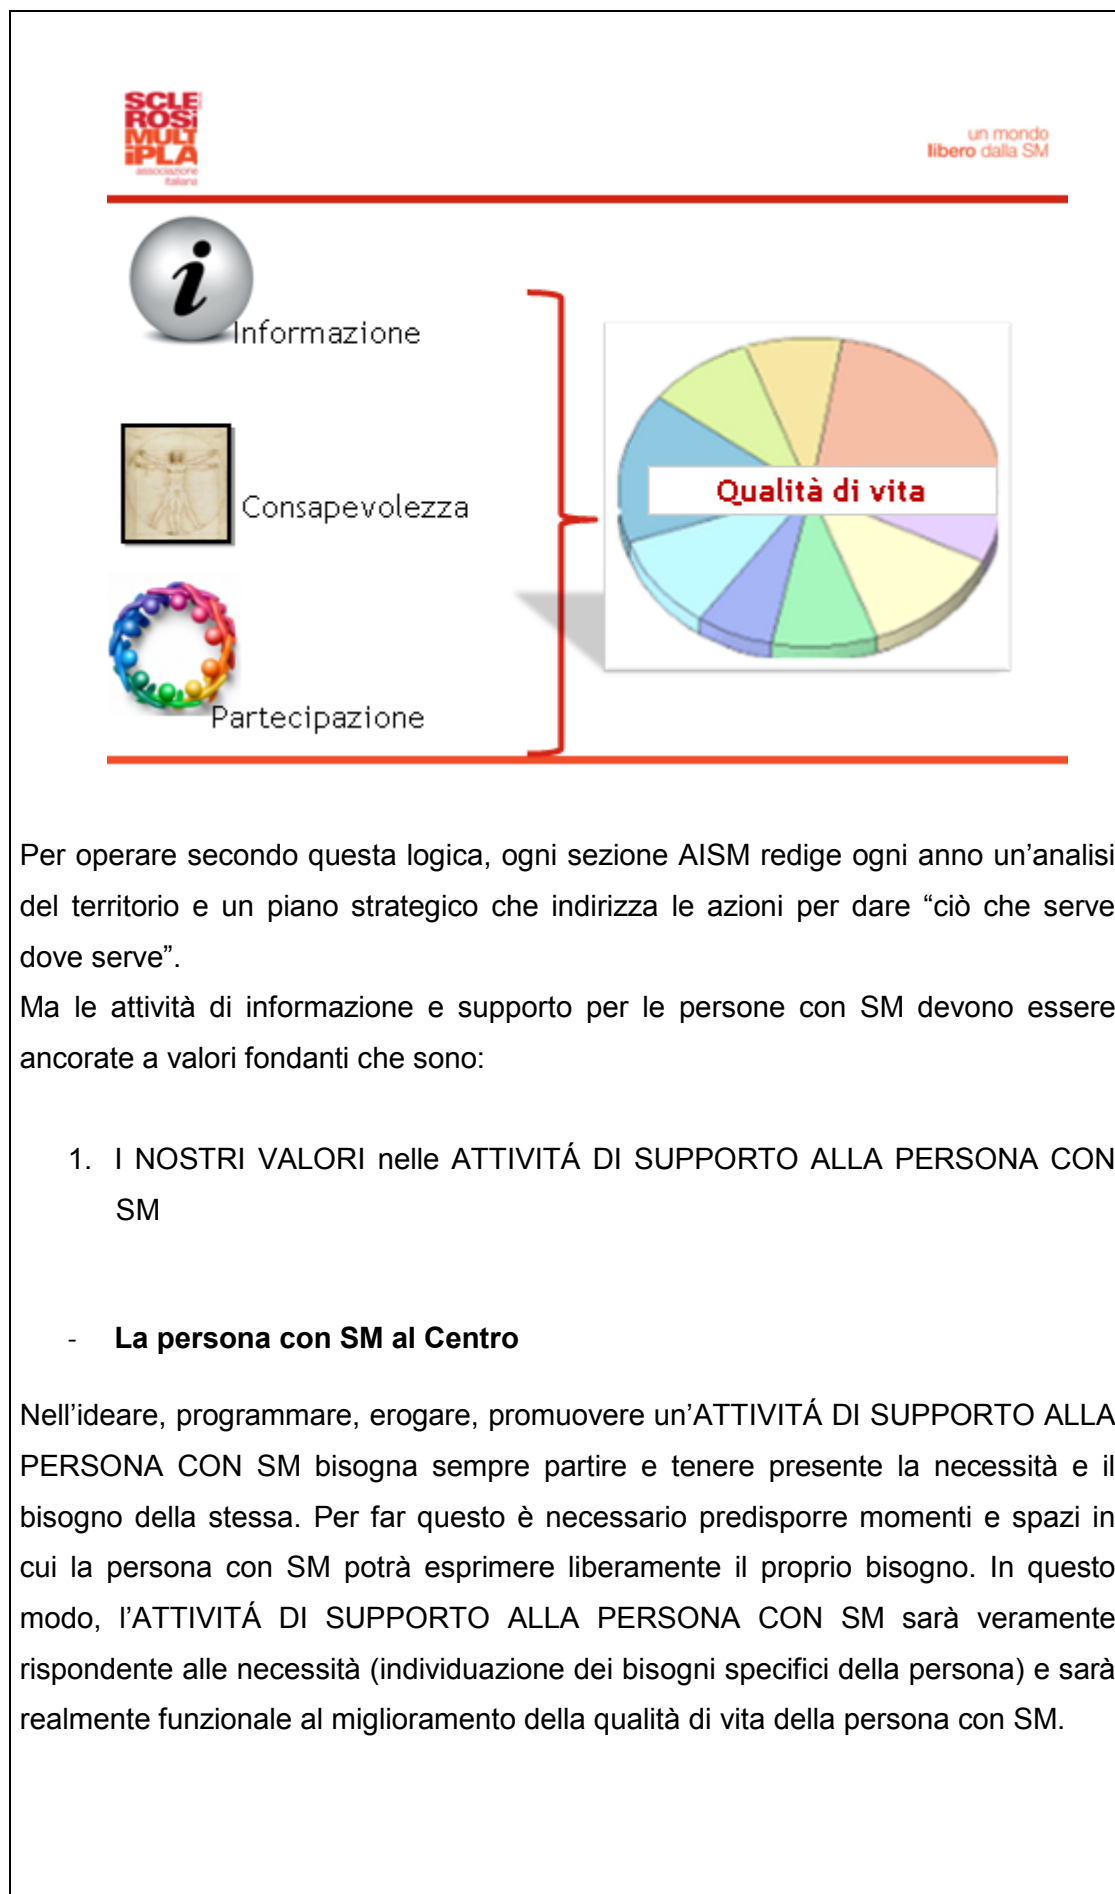 SCLE
ROSi
MULT
iPLA
associazione
italiana
un mondo
libero dalla SM
i
Informazione
Consapevolezza
Partecipazione
Qualità di vita
Per operare secondo questa logica, ogni sezione AISM redige ogni anno un’analisi
del territorio e un piano strategico che indirizza le azioni per dare “ciò che serve
dove serve”.
Ma le attività di informazione e supporto per le persone con SM devono essere
ancorate a valori fondanti che sono:
1. I NOSTRI VALORI nelle ATTIVITÁ DI SUPPORTO ALLA PERSONA CON
SM
- La persona con SM al Centro
Nell’ideare, programmare, erogare, promuovere un’ATTIVITÁ DI SUPPORTO ALLA
PERSONA CON SM bisogna sempre partire e tenere presente la necessità e il
bisogno della stessa. Per far questo è necessario predisporre momenti e spazi in
cui la persona con SM potrà esprimere liberamente il proprio bisogno. In questo
modo, l’ATTIVITÁ DI SUPPORTO ALLA PERSONA CON SM sarà veramente
rispondente alle necessità (individuazione dei bisogni specifici della persona) e sarà
realmente funzionale al miglioramento della qualità di vita della persona con SM.